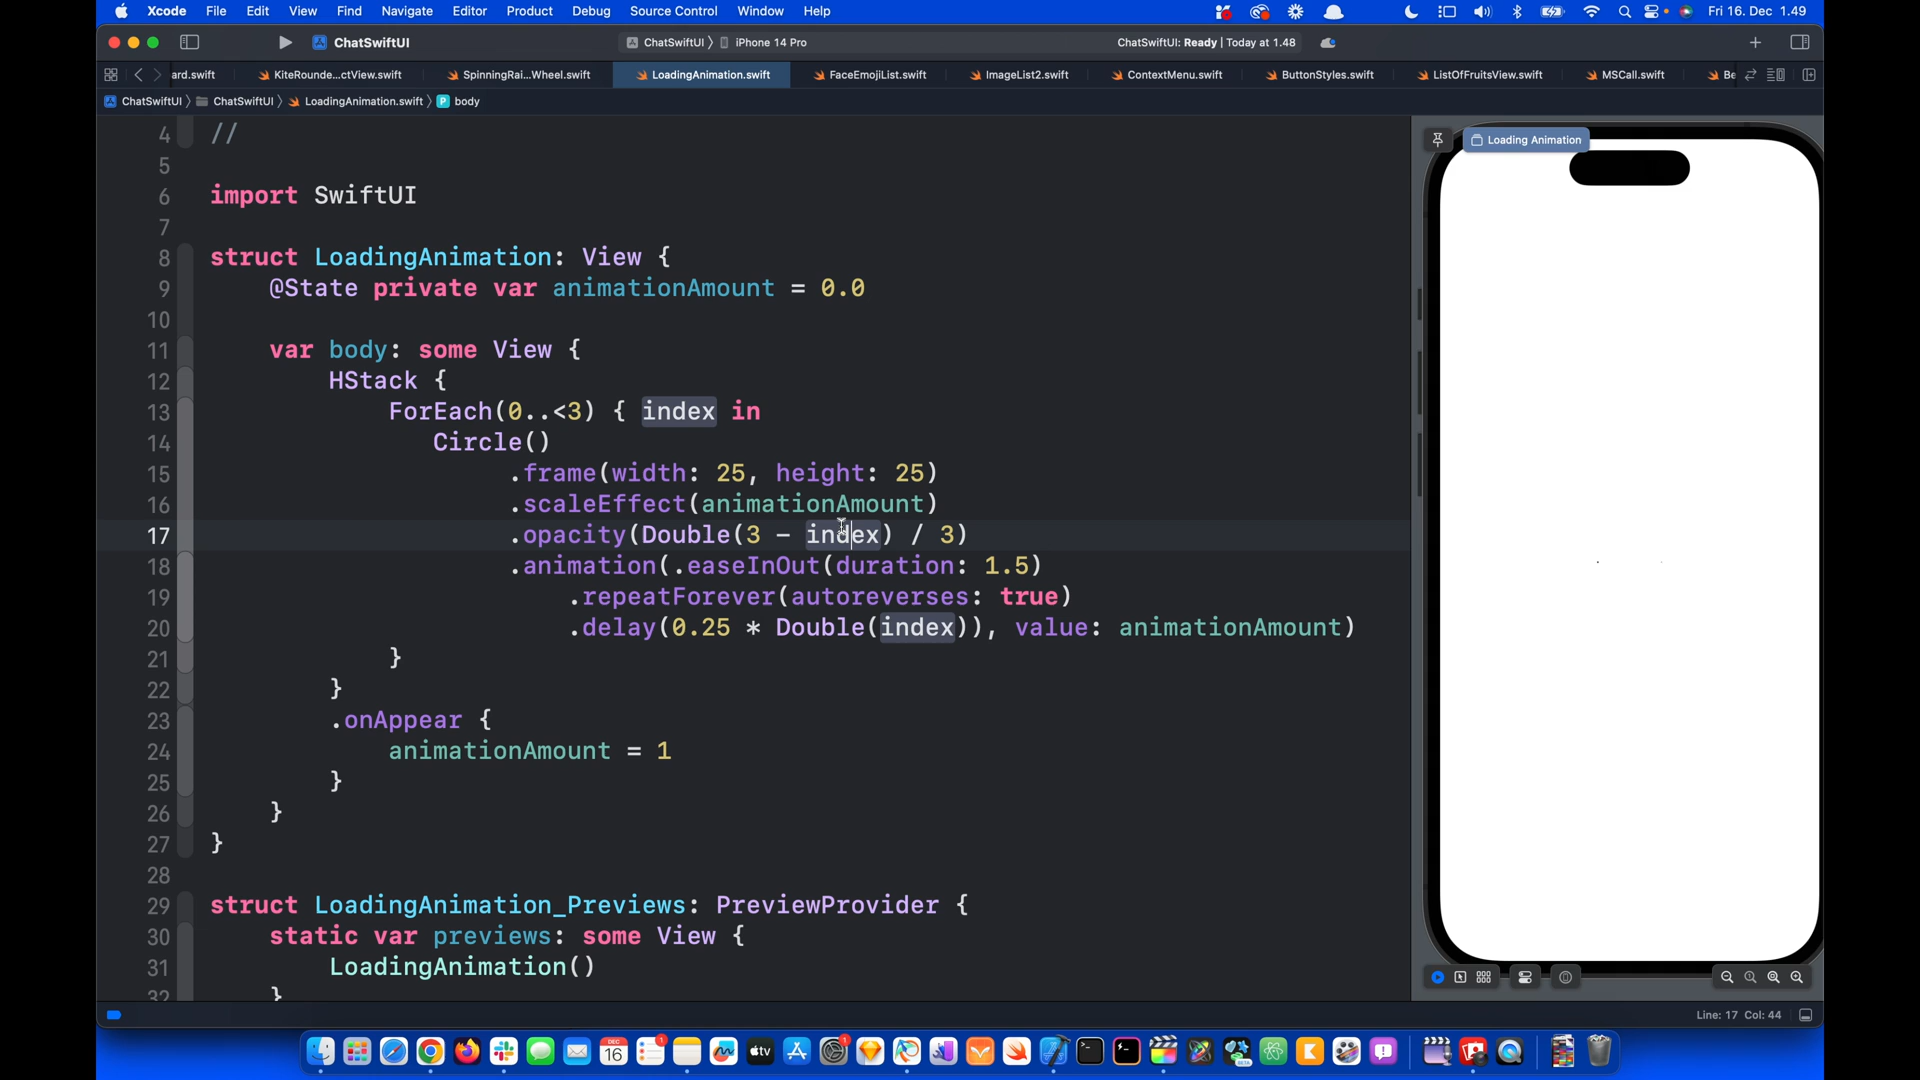 Xcode File Edit View Find Navigate Editor Product Debug Source Control Window Help
Fri 16. Dec 1.49
ChatSwiftUI
ChatSwiftUI iPhone 14 Pro
ChatSwiftUI: Ready | Today at 1.48
ard.swift KiteRounde...ctView.swift SpinningRai...Wheel.swift LoadingAnimation.swift FaceEmojiList.swift ImageList2.swift ContextMenu.swift ButtonStyles.swift ListOfFruitsView.swift MSCall.swift Be
ChatSwiftUI ChatSwiftUI LoadingAnimation.swift P body
4 //
5
6 import SwiftUI
7
8 struct LoadingAnimation: View {
9 @State private var animationAmount = 0.0
10
11 var body: some View {
12 HStack {
13 ForEach(0..<3) { index in
14 Circle()
15 .frame(width: 25, height: 25)
16 .scaleEffect(animationAmount)
17 .opacity(Double(3 - index) / 3)
18 .animation(.easeInOut(duration: 1.5)
19 .repeatForever(autoreverses: true)
20 .delay(0.25 * Double(index)), value: animationAmount)
21 }
22 }
23 .onAppear {
24 animationAmount = 1
25 }
26 }
27 }
28
29 struct LoadingAnimation_Previews: PreviewProvider {
30 static var previews: some View {
31 LoadingAnimation()
32 }
Loading Animation
Line: 17 Col: 44
DEC
16
1
tv
1